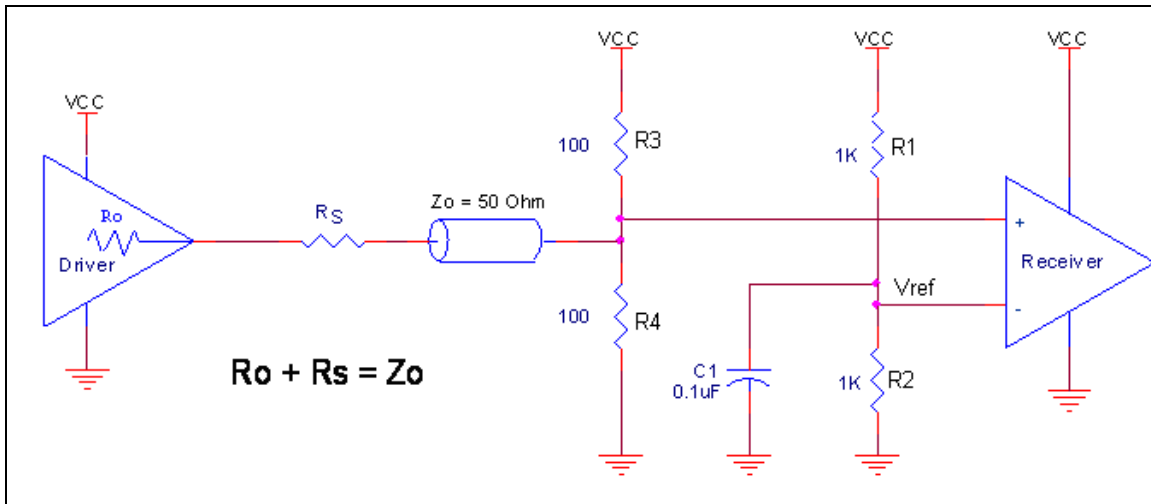 VCC
VCC
VCC
VCC
100
R3
1K
R1
Zo = 50 Ohm
Ro
RS
+
Driver
Receiver
Vref
-
100
R4
C1
0.1uF
1K
R2
Ro + Rs = Zo